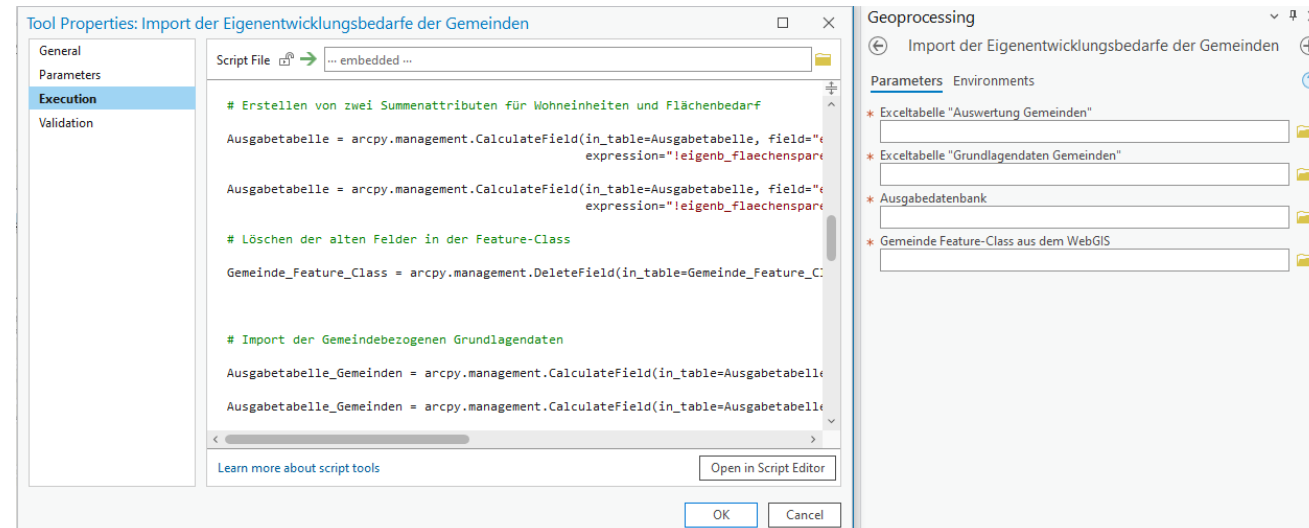 Tool Properties: Import der Eigenentwicklungsbedarfe der Gemeinden
General
Parameters
Execution
Validation
Script File
... embedded ...
# Erstellen von zwei Summenattributen für Wohneinheiten und Flächenbedarf
Ausgabetabelle = arcpy.management.CalculateField(in_table=Ausgabetabelle, field="e
expression="!eigenb_flaechenspare
Ausgabetabelle = arcpy.management.CalculateField(in_table=Ausgabetabelle, field="e
expression="!eigenb_flaechenspare
# Löschen der alten Felder in der Feature-Class
Gemeinde_Feature_Class = arcpy.management.DeleteField(in_table=Gemeinde_Feature_Cl
# Import der Gemeindebezogenen Grundlagendaten
Ausgabetabelle_Gemeinden = arcpy.management.CalculateField(in_table=Ausgabetabelle
Ausgabetabelle_Gemeinden = arcpy.management.CalculateField(in_table=Ausgabetabelle
Learn more about script tools
Open in Script Editor
OK
Cancel
Geoprocessing
Import der Eigenentwicklungsbedarfe der Gemeinden
Parameters Environments
* Exceltabelle "Auswertung Gemeinden"
* Exceltabelle "Grundlagendaten Gemeinden"
* Ausgabedatenbank
* Gemeinde Feature-Class aus dem WebGIS